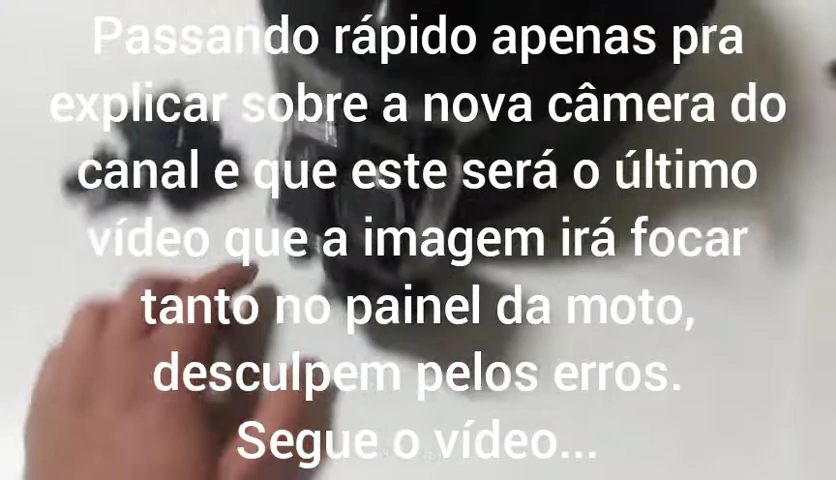 Passando rápido apenas pra
explicar sobre a nova câmera do
canal e que este será o último
vídeo que a imagem irá focar
tanto no painel da moto,
desculpem pelos erros.
Segue o vídeo...